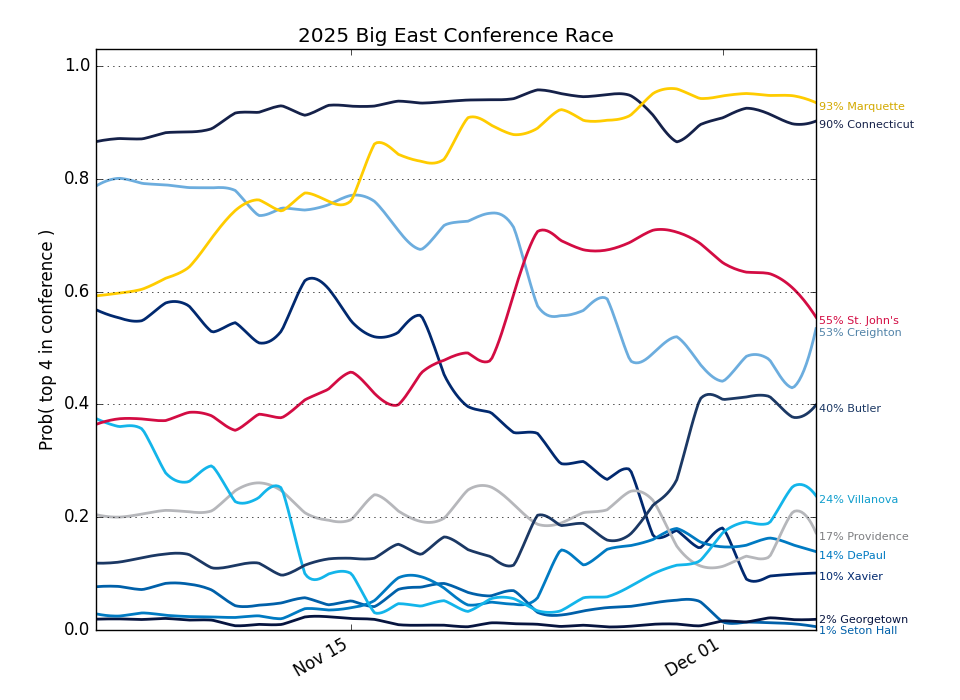 2025 Big East Conference Race
Prob( top 4 in conference )
1.0
0.8
0.6
0.4
0.2
0.0
Nov 15
Dec 01
93% Marquette
90% Connecticut
55% St. John's
53% Creighton
40% Butler
24% Villanova
17% Providence
14% DePaul
10% Xavier
2% Georgetown
1% Seton Hall